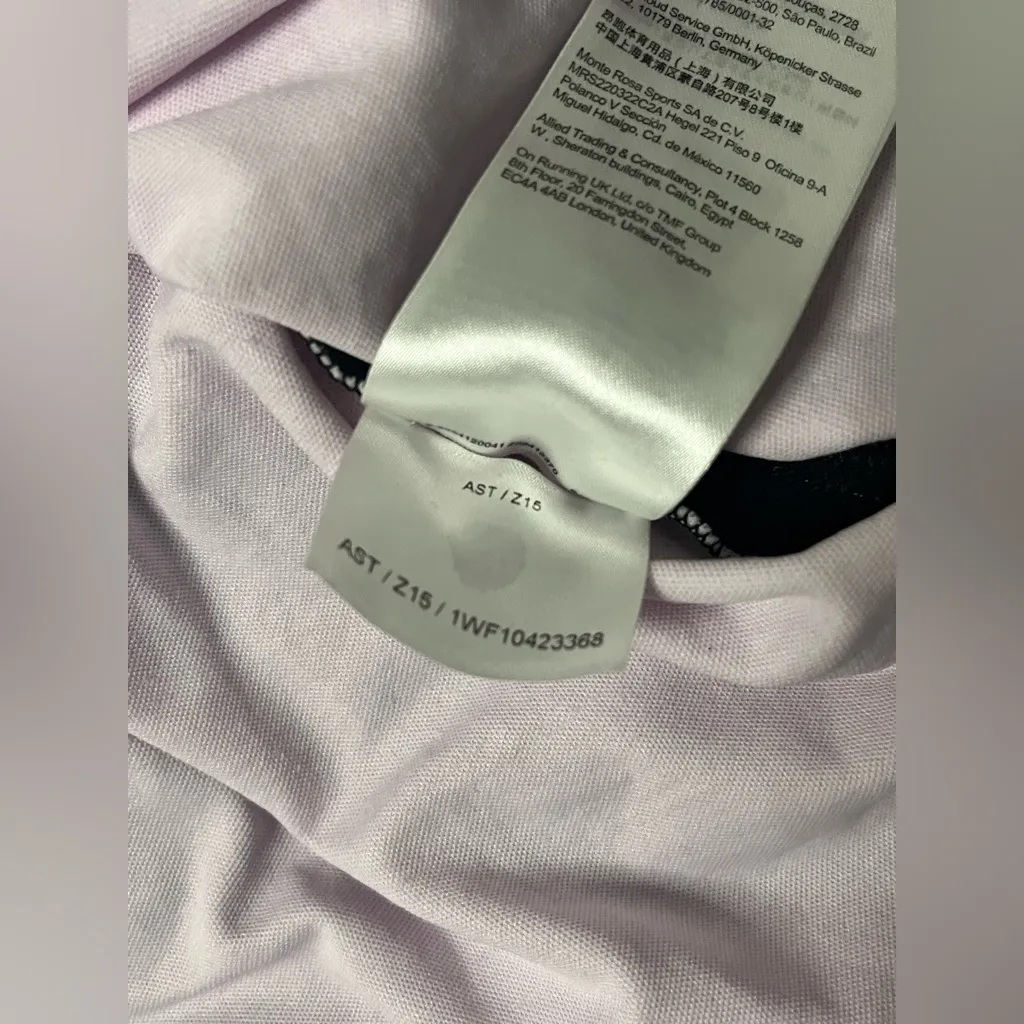 2728
São Paulo, Brazil
/0001-32
oud Service GmbH, Köpenicker Strasse
10179 Berlin, Germany
昂跑体育用品(上海)有限公司
中国上海黄浦区蒙自路207号8号楼1楼
Monte Rosa Sports SA de C.V.
MRS220322C2A Hegel 221 Piso 9 Oficina 9-A
Polanco V Sección
Miguel Hidalgo, Cd. de México 11560
Allied Trading & Consultancy, Plot 4 Block 1258
W. Sheraton buildings, Cairo, Egypt
On Running UK Ltd. c/o TMF Group
8th Floor, 20 Farringdon Street,
EC4A 4AB London, United Kingdom
AST / Z15
AST / Z15 / 1WF10423368